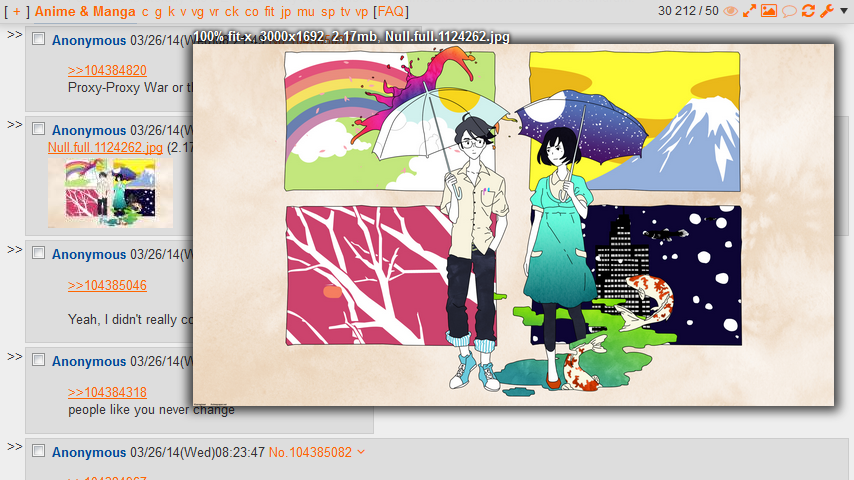 [ + ] Anime & Manga c g k v vg vr ck co fit jp mu sp tv vp [FAQ]
30 212 / 50
100% fit-x, 3000x1692, 2.17mb, Null.full.1124262.jpg
>> Anonymous 03/26/14(W
>>104384820
Proxy-Proxy War or th
>> Anonymous 03/26/14(W
Null.full.1124262.jpg (2.17
>> Anonymous 03/26/14(W
>>104385046
Yeah, I didn't really co
>> Anonymous 03/26/14(W
>>104384318
people like you never change
>> Anonymous 03/26/14(Wed)08:23:47 No.104385082